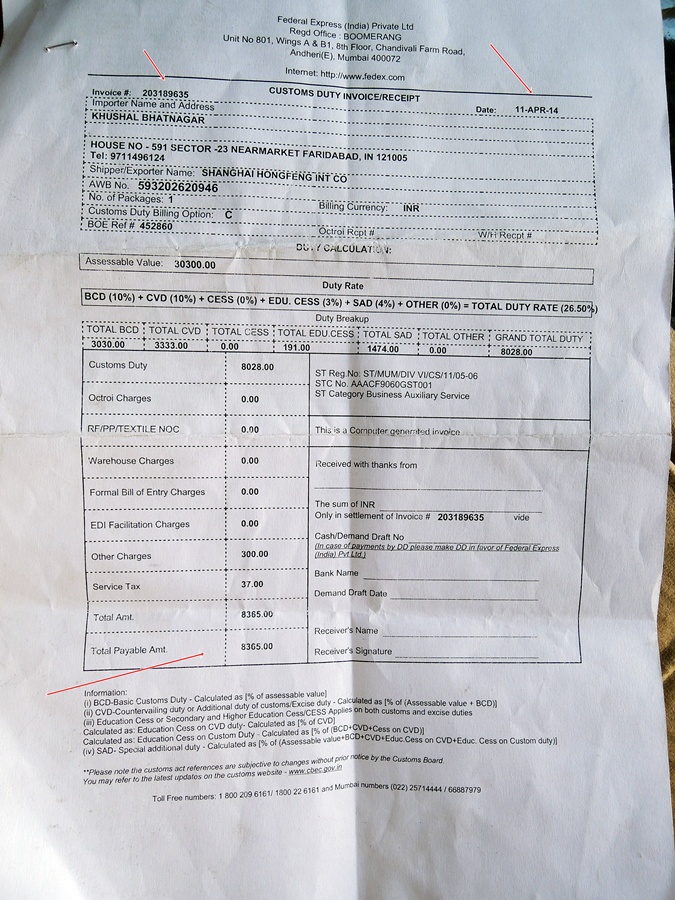 Federal Express (India) Private Ltd
Regd Office : BOOMERANG
Unit No 801, Wings A & B1, 8th Floor, Chandivali Farm Road,
Andheri(E), Mumbai 400072
Internet: http://www.fedex.com
CUSTOMS DUTY INVOICE/RECEIPT
Invoice #: 203189635
Date: 11-APR-14
Importer Name and Address
KHUSHAL BHATNAGAR
HOUSE NO - 591 SECTOR -23 NEARMARKET FARIDABAD, IN 121005
Tel: 9711496124
Shipper/Exporter Name: SHANGHAI HONGFENG INT CO
AWB No. 593202620946
No. of Packages: 1 Billing Currency: INR
Customs Duty Billing Option: C
BOE Ref # 452860 Octroi Rcpt # W/H Recpt #
DUTY CALCULATION:
Assessable Value: 30300.00
Duty Rate
BCD (10%) + CVD (10%) + CESS (0%) + EDU. CESS (3%) + SAD (4%) + OTHER (0%) = TOTAL DUTY RATE (26.50%)
Duty Breakup
TOTAL BCD TOTAL CVD TOTAL CESS TOTAL EDU.CESS TOTAL SAD TOTAL OTHER GRAND TOTAL DUTY
3030.00 3333.00 0.00 191.00 1474.00 0.00 8028.00
Customs Duty 8028.00
Octroi Charges 0.00
RF/PP/TEXTILE NOC 0.00
Warehouse Charges 0.00
Formal Bill of Entry Charges 0.00
EDI Facilitation Charges 0.00
Other Charges 300.00
Service Tax 37.00
Total Amt. 8365.00
Total Payable Amt. 8365.00
ST Reg.No: ST/MUM/DIV VI/CS/11/05-06
STC No. AAACF9060GST001
ST Category Business Auxiliary Service
This is a Computer generated invoice
Received with thanks from
The sum of INR
Only in settlement of Invoice # 203189635 vide
Cash/Demand Draft No
(In case of payments by DD please make DD in favor of Federal Express
(India) Pvt Ltd.)
Bank Name
Demand Draft Date
Receiver's Name
Receiver's Signature
Information:
(i) BCD-Basic Customs Duty - Calculated as [% of assessable value]
(ii) CVD-Countervailing duty or Additional duty of customs/Excise duty - Calculated as [% of (Assessable value + BCD)]
(iii) Education Cess or Secondary and Higher Education Cess/CESS Applies on both customs and excise duties
Calculated as: Education Cess on CVD duty- Calculated as [% of CVD]
Calculated as: Education Cess on Custom Duty - Calculated as [% of (BCD+CVD+Cess on CVD)]
(iv) SAD- Special additional duty - Calculated as [% of (Assessable value+BCD+CVD+Educ.Cess on CVD+Educ. Cess on Custom duty)]
**Please note the customs act references are subjective to changes without prior notice by the Customs Board.
You may refer to the latest updates on the customs website - www.cbec.gov.in
Toll Free numbers: 1 800 209 6161/ 1800 22 6161 and Mumbai numbers (022) 25714444 / 66887979